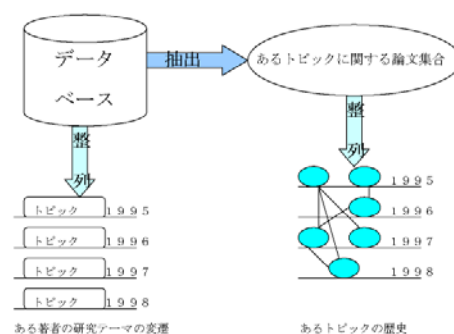 データ
ベース
抽出
あるトピックに関する論文集合
整
列
整
列
トピック 1995
トピック 1996
トピック 1997
トピック 1998
1995
1996
1997
1998
ある著者の研究テーマの変遷
あるトピックの歴史